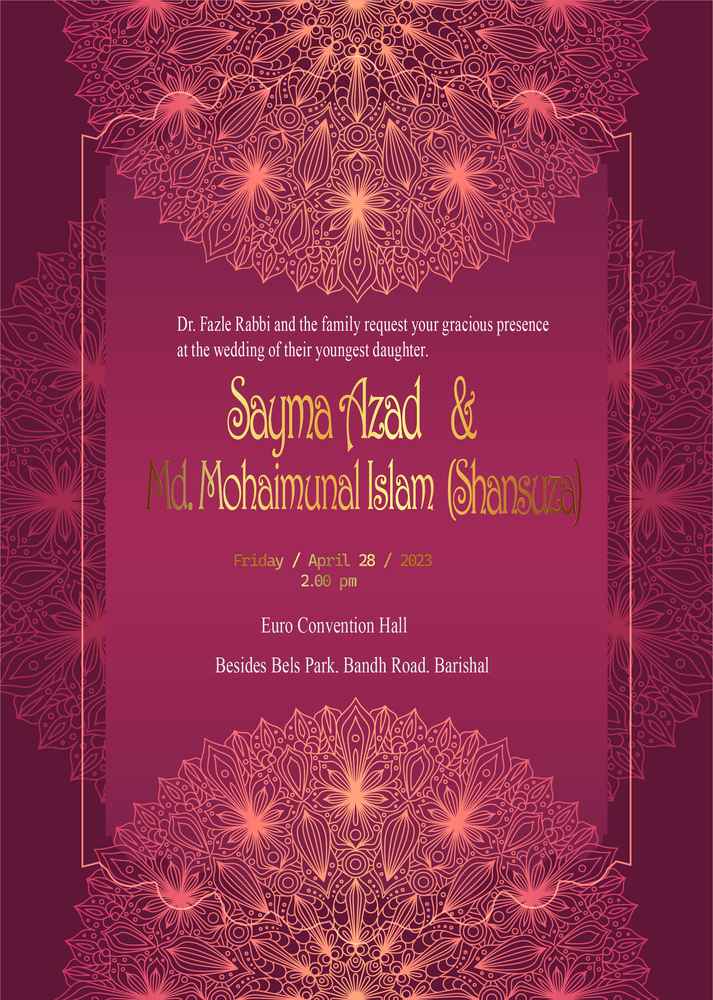 Dr. Fazle Rabbi and the family request your gracious presence
at the wedding of their youngest daughter.
Sayma Azad &
Md. Mohaimunal Islam (Shansuza)
Friday / April 28 / 2023
2.00 pm
Euro Convention Hall
Besides Bels Park. Bandh Road. Barishal